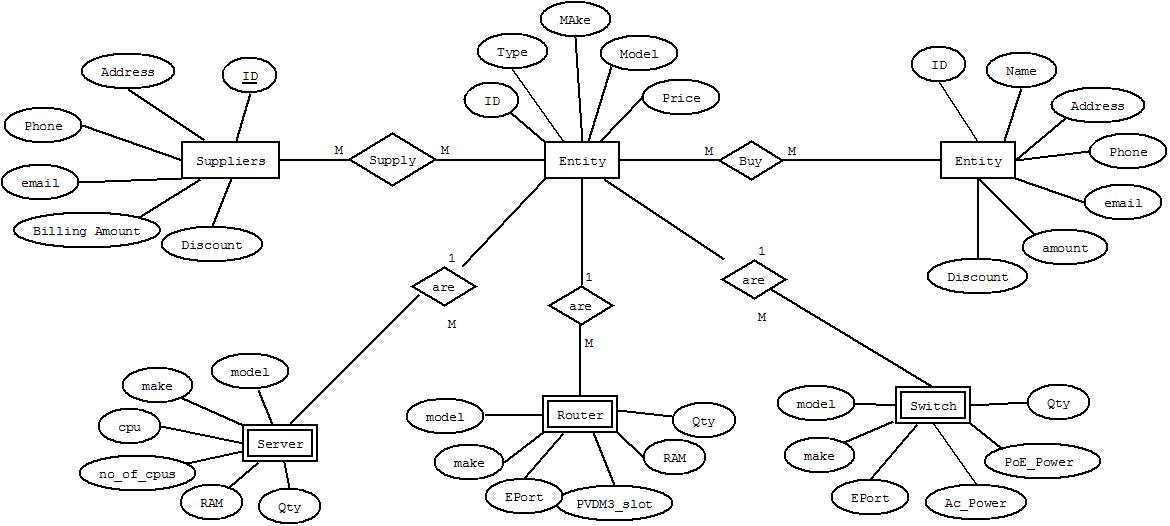 MAke
Type
Model
ID
Price
Address
ID
Phone
email
Billing Amount
Discount
Suppliers
M
Supply
M
Entity
M
Buy
M
Entity
ID
Name
Address
Phone
email
amount
Discount
1
are
M
1
are
M
1
are
M
model
make
cpu
no_of_cpus
RAM
Qty
Server
model
make
EPort
PVDM3_slot
RAM
Qty
Router
model
make
EPort
Ac_Power
PoE_Power
Qty
Switch